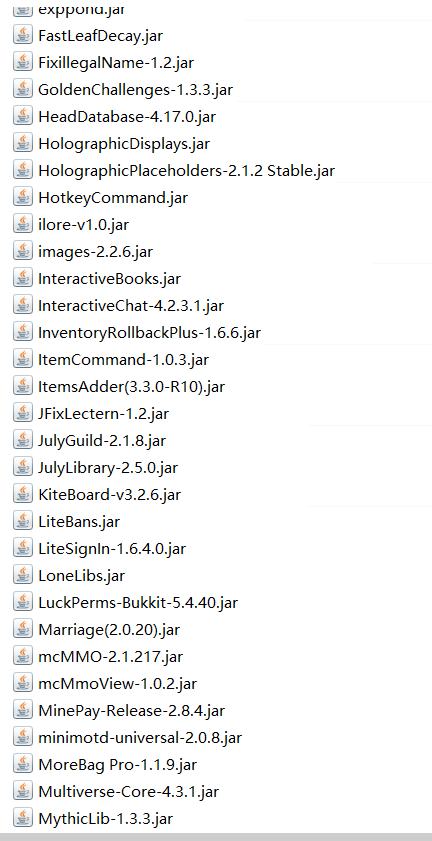 exppond.jar
FastLeafDecay.jar
FixillegalName-1.2.jar
GoldenChallenges-1.3.3.jar
HeadDatabase-4.17.0.jar
HolographicDisplays.jar
HolographicPlaceholders-2.1.2 Stable.jar
HotkeyCommand.jar
ilore-v1.0.jar
images-2.2.6.jar
InteractiveBooks.jar
InteractiveChat-4.2.3.1.jar
InventoryRollbackPlus-1.6.6.jar
ItemCommand-1.0.3.jar
ItemsAdder(3.3.0-R10).jar
JFixLectern-1.2.jar
JulyGuild-2.1.8.jar
JulyLibrary-2.5.0.jar
KiteBoard-v3.2.6.jar
LiteBans.jar
LiteSignIn-1.6.4.0.jar
LoneLibs.jar
LuckPerms-Bukkit-5.4.40.jar
Marriage(2.0.20).jar
mcMMO-2.1.217.jar
mcMmoView-1.0.2.jar
MinePay-Release-2.8.4.jar
minimotd-universal-2.0.8.jar
MoreBag Pro-1.1.9.jar
Multiverse-Core-4.3.1.jar
MythicLib-1.3.3.jar